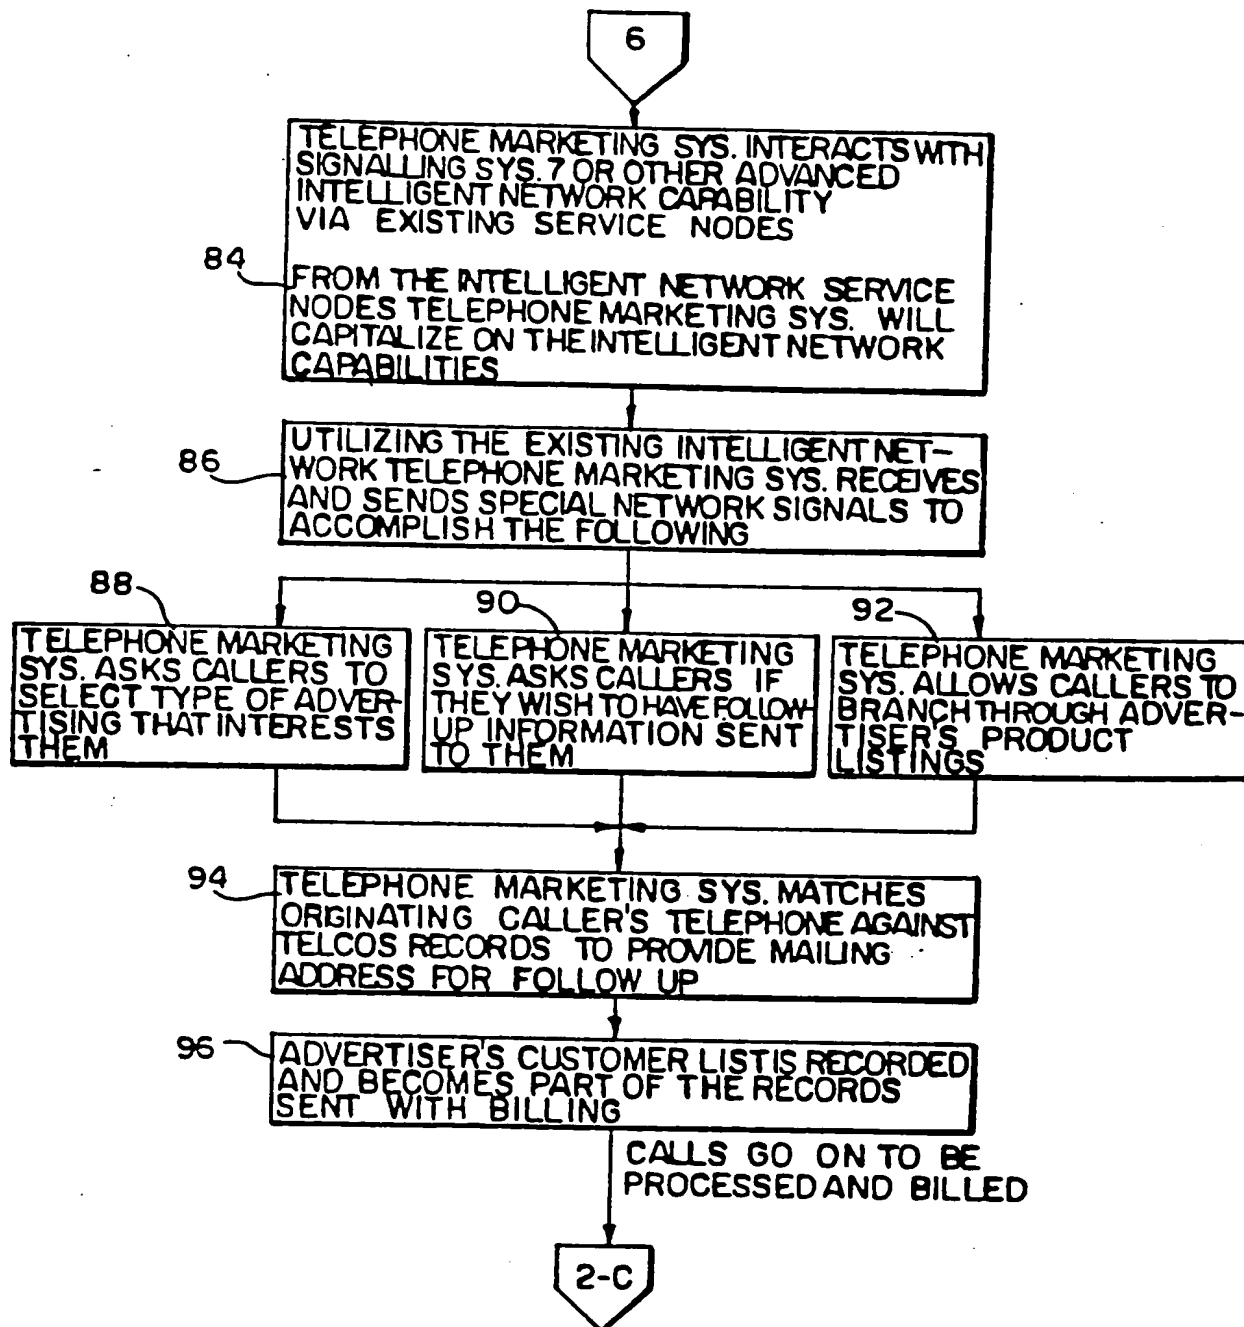 6
TELEPHONE MARKETING SYS. INTERACTS WITH
SIGNALLING SYS. 7 OR OTHER ADVANCED
INTELLIGENT NETWORK CAPABILITY
VIA EXISTING SERVICE NODES
84
FROM THE INTELLIGENT NETWORK SERVICE
NODES TELEPHONE MARKETING SYS. WILL
CAPITALIZE ON THE INTELLIGENT NETWORK
CAPABILITIES
86
UTILIZING THE EXISTING INTELLIGENT NET-
WORK TELEPHONE MARKETING SYS. RECEIVES
AND SENDS SPECIAL NETWORK SIGNALS TO
ACCOMPLISH THE FOLLOWING
88
TELEPHONE MARKETING
SYS. ASKS CALLERS TO
SELECT TYPE OF ADVER-
TISING THAT INTERESTS
THEM
90
TELEPHONE MARKETING
SYS. ASKS CALLERS IF
THEY WISH TO HAVE FOLLOW-
UP INFORMATION SENT
TO THEM
92
TELEPHONE MARKETING
SYS. ALLOWS CALLERS TO
BRANCH THROUGH ADVER-
TISER'S PRODUCT
LISTINGS
94
TELEPHONE MARKETING SYS. MATCHES
ORIGINATING CALLER'S TELEPHONE AGAINST
TELCOS RECORDS TO PROVIDE MAILING
ADDRESS FOR FOLLOW UP
96
ADVERTISER'S CUSTOMER LIST IS RECORDED
AND BECOMES PART OF THE RECORDS
SENT WITH BILLING
CALLS GO ON TO BE
PROCESSED AND BILLED
2-C